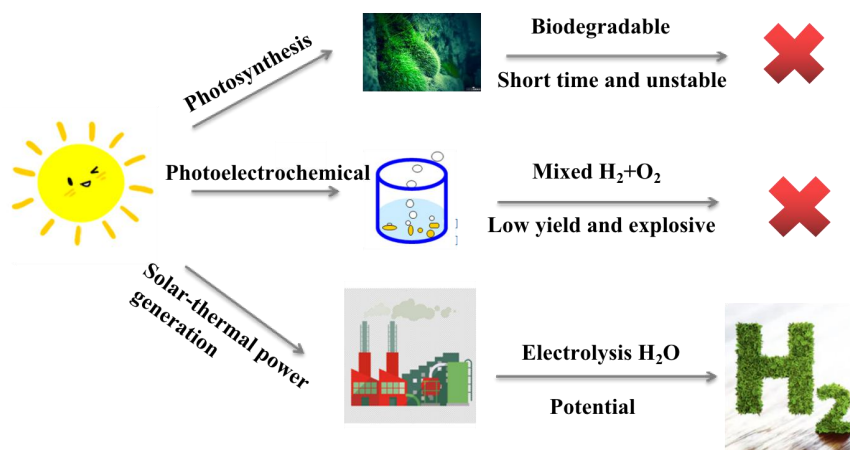 Photosynthesis
Biodegradable
Short time and unstable
Photoelectrochemical
Mixed H₂+O₂
Low yield and explosive
Solar-thermal power
generation
Electrolysis H₂O
Potential
H₂